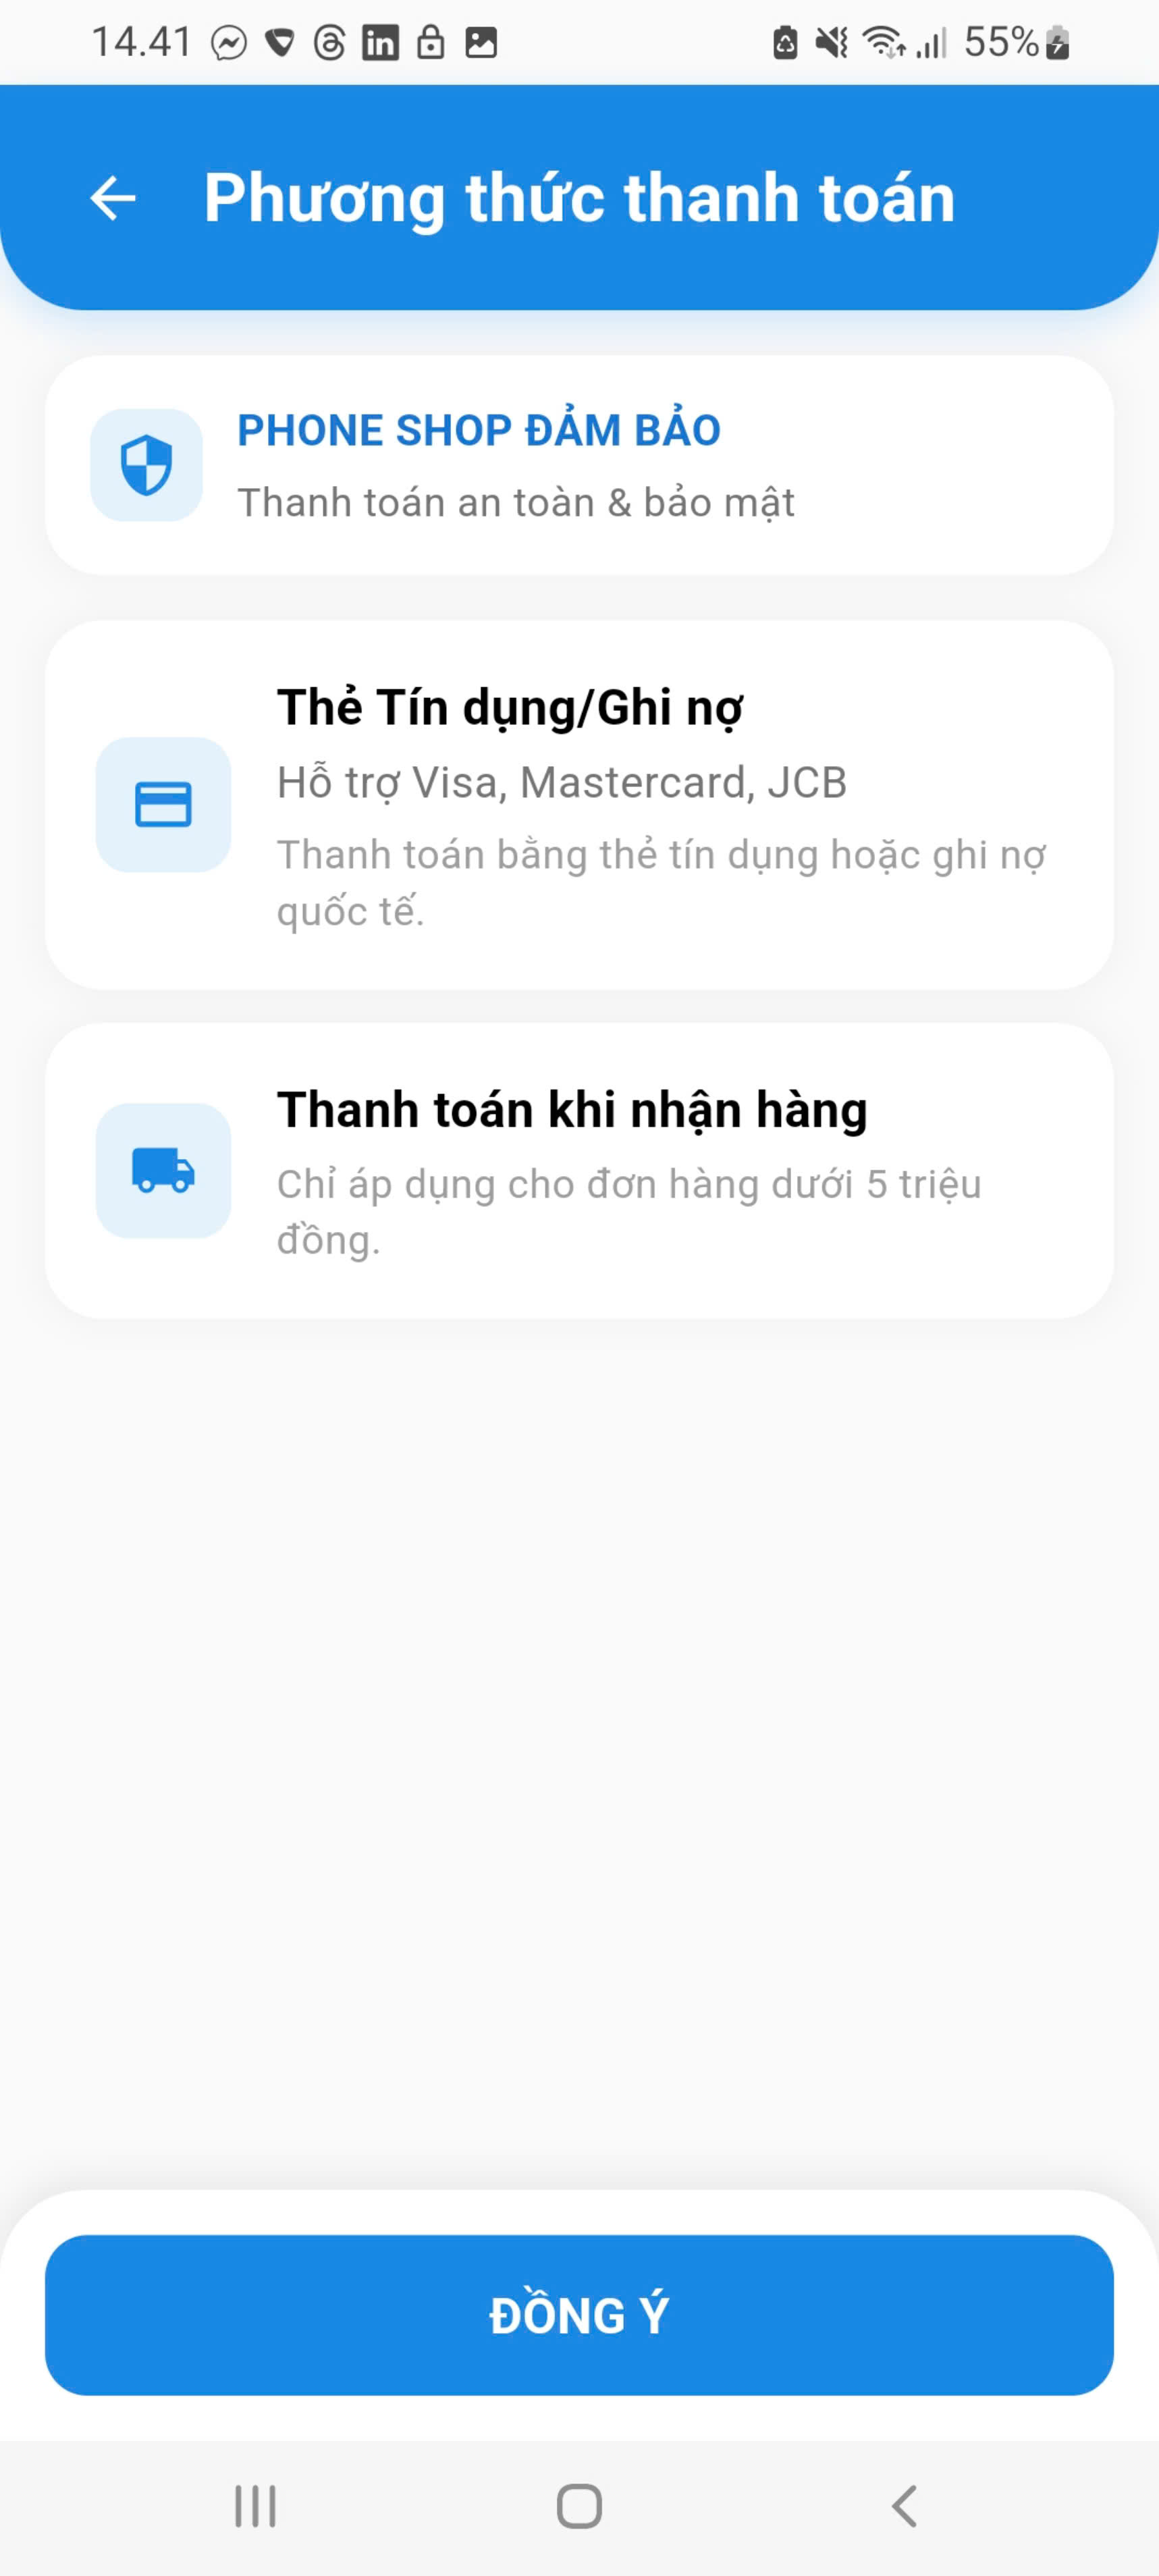 14.41
55%
Phương thức thanh toán
PHONE SHOP ĐẢM BẢO
Thanh toán an toàn & bảo mật
Thẻ Tín dụng/Ghi nợ
Hỗ trợ Visa, Mastercard, JCB
Thanh toán bằng thẻ tín dụng hoặc ghi nợ
quốc tế.
Thanh toán khi nhận hàng
Chỉ áp dụng cho đơn hàng dưới 5 triệu
đồng.
ĐỒNG Ý